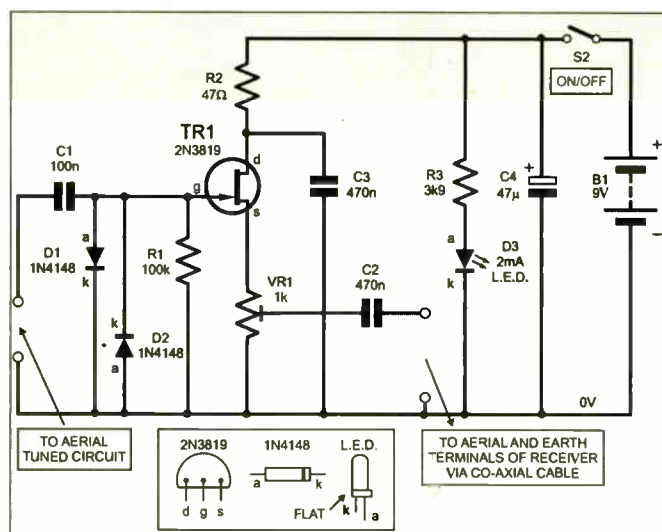 S2
ON/OFF
R2
47Ω
TR1
2N3819
C1
100n
d
g
s
C3
470n
R3
3k9
+
C4
47µ
+
B1
9V
−
a
D1
1N4148
k
R1
100k
VR1
1k
C2
470n
a
D3
2mA
L.E.D.
k
k
D2
1N4148
a
0V
TO AERIAL
TUNED CIRCUIT
2N3819
d g s
1N4148
a
k
L.E.D.
FLAT
k
a
TO AERIAL AND EARTH
TERMINALS OF RECEIVER
VIA CO-AXIAL CABLE